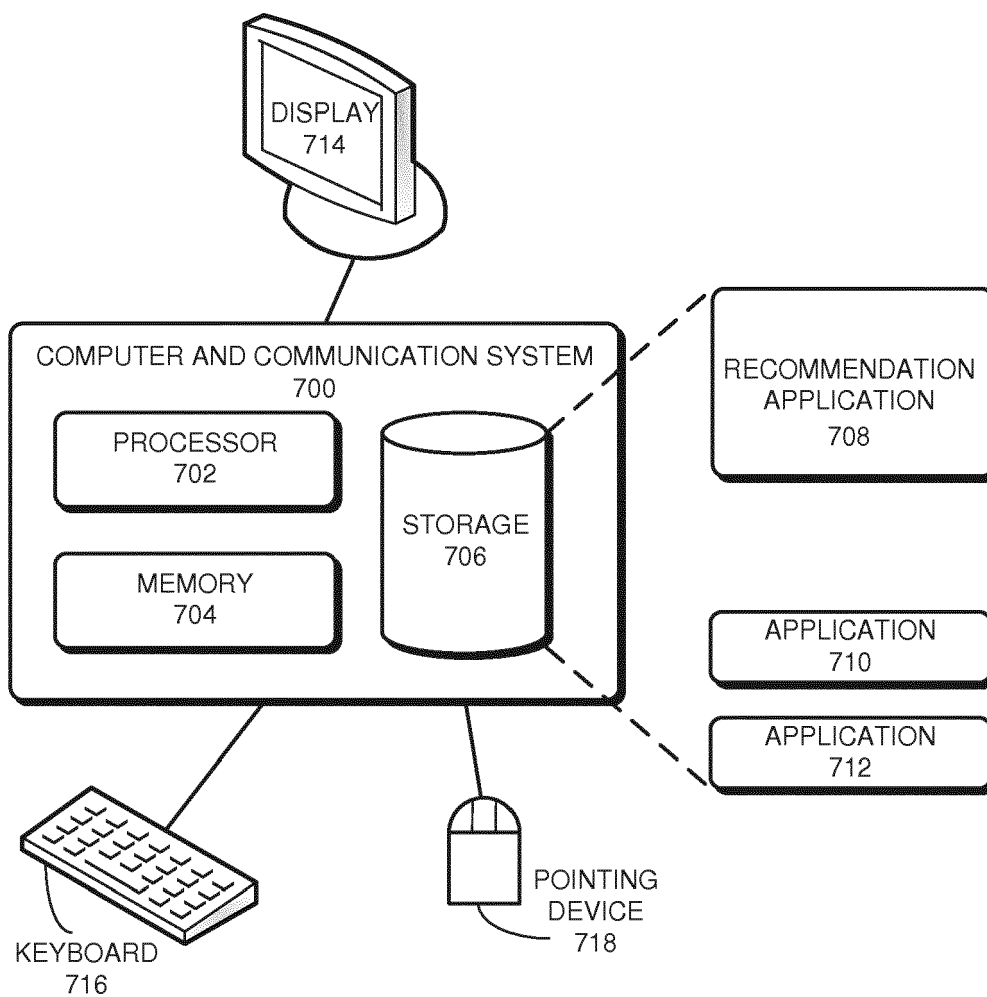 DISPLAY
714
COMPUTER AND COMMUNICATION SYSTEM
700
PROCESSOR
702
MEMORY
704
STORAGE
706
RECOMMENDATION
APPLICATION
708
APPLICATION
710
APPLICATION
712
KEYBOARD
716
POINTING
DEVICE
718